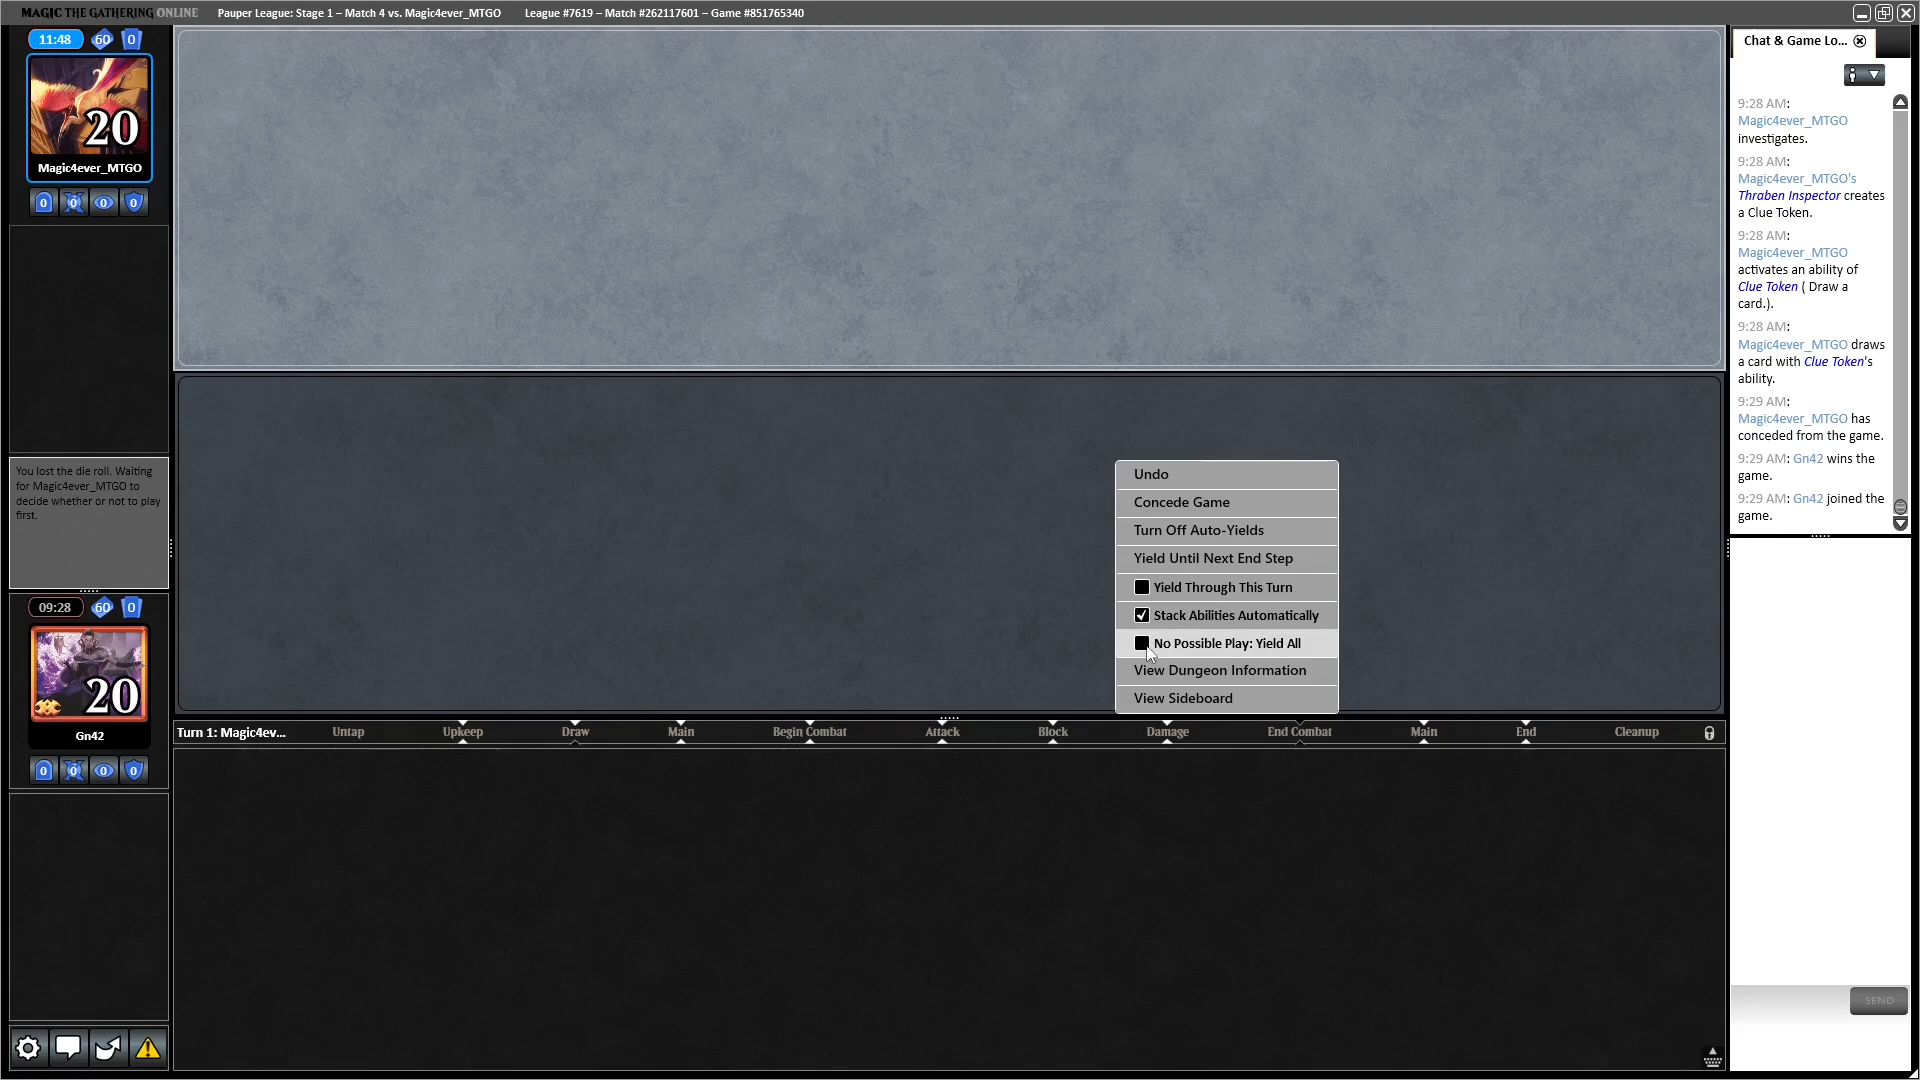 MAGIC THE GATHERING ONLINE
Pauper League: Stage 1 – Match 4 vs. Magic4ever_MTGO
League #7619 – Match #262117601 – Game #851765340
11:48
60
0
20
Magic4ever_MTGO
0
0
0
0
You lost the die roll. Waiting
for Magic4ever_MTGO to
decide whether or not to play
first.
09:28
60
0
20
Gn42
0
0
0
0
Undo
Concede Game
Turn Off Auto-Yields
Yield Until Next End Step
Yield Through This Turn
Stack Abilities Automatically
No Possible Play: Yield All
View Dungeon Information
View Sideboard
Turn 1: Magic4ev...
Untap
Upkeep
Draw
Main
Begin Combat
Attack
Block
Damage
End Combat
Main
End
Cleanup
Chat & Game Lo...
9:28 AM:
Magic4ever_MTGO
investigates.
9:28 AM:
Magic4ever_MTGO's
Thraben Inspector creates
a Clue Token.
9:28 AM:
Magic4ever_MTGO
activates an ability of
Clue Token ( Draw a
card.).
9:28 AM:
Magic4ever_MTGO draws
a card with Clue Token's
ability.
9:29 AM:
Magic4ever_MTGO has
conceded from the game.
9:29 AM: Gn42 wins the
game.
9:29 AM: Gn42 joined the
game.
SEND